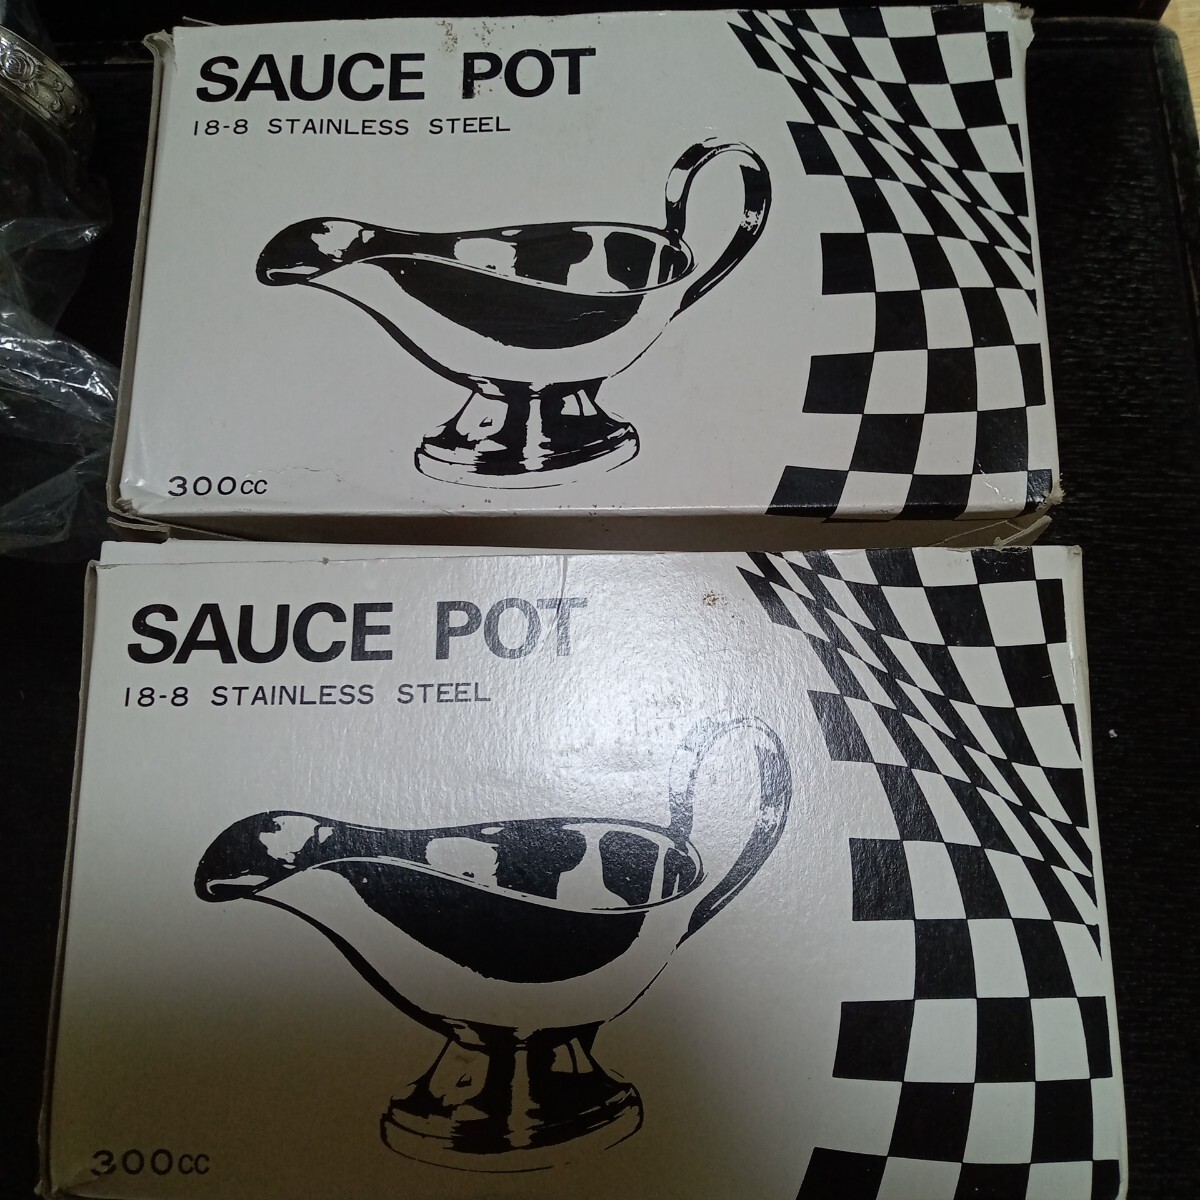 SAUCE POT
18-8 STAINLESS STEEL
300CC
SAUCE POT
18-8 STAINLESS STEEL
300CC